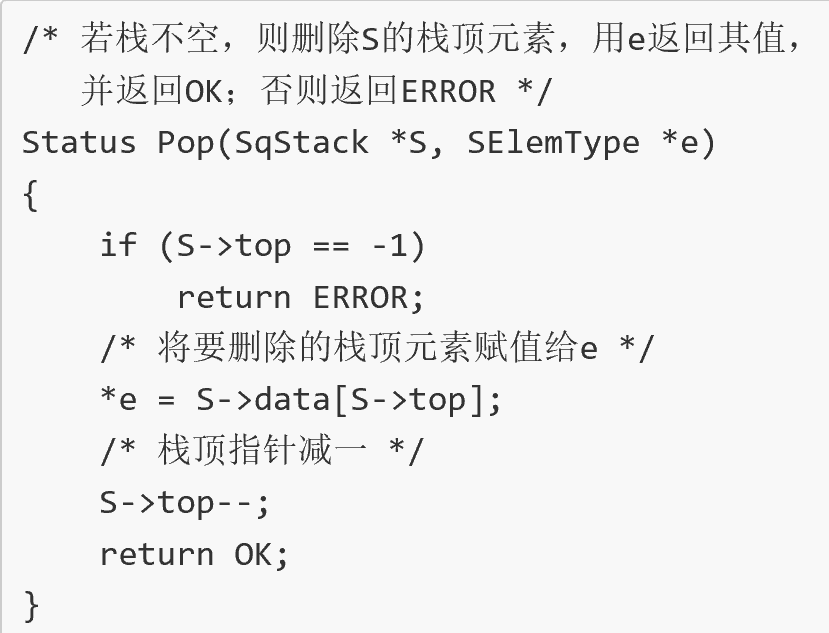 /* 若栈不空，则删除S的栈顶元素，用e返回其值，
并返回OK；否则返回ERROR */
Status Pop(SqStack *S, SElemType *e)
{
    if (S->top == -1)
        return ERROR;
    /* 将要删除的栈顶元素赋值给e */
    *e = S->data[S->top];
    /* 栈顶指针减一 */
    S->top--;
    return OK;
}